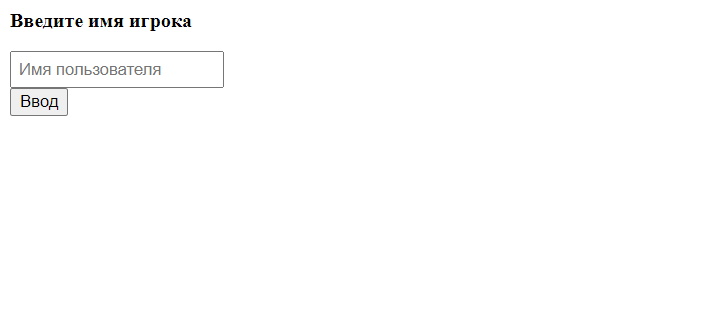 Введите имя игрока
Имя пользователя
Ввод